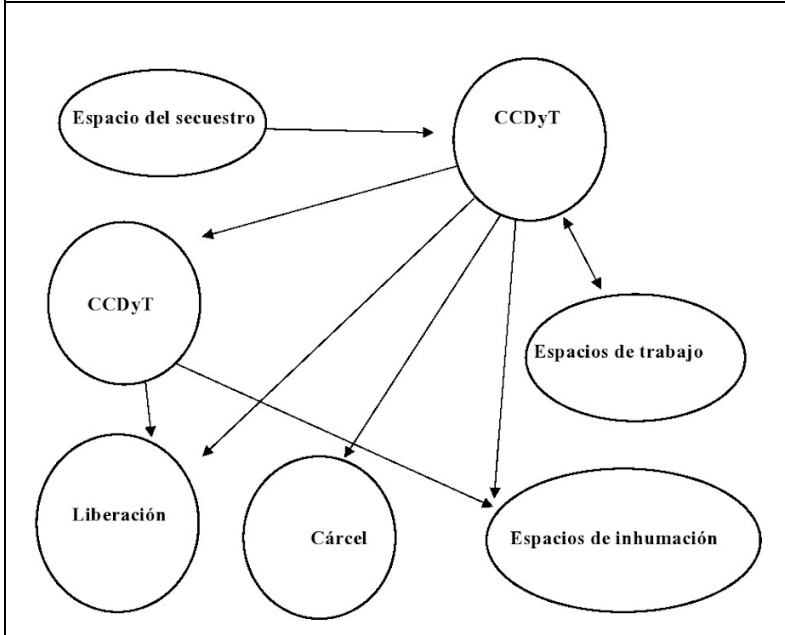 Espacio del secuestro
CCDyT
CCDyT
Espacios de trabajo
Liberación
Cárcel
Espacios de inhumación